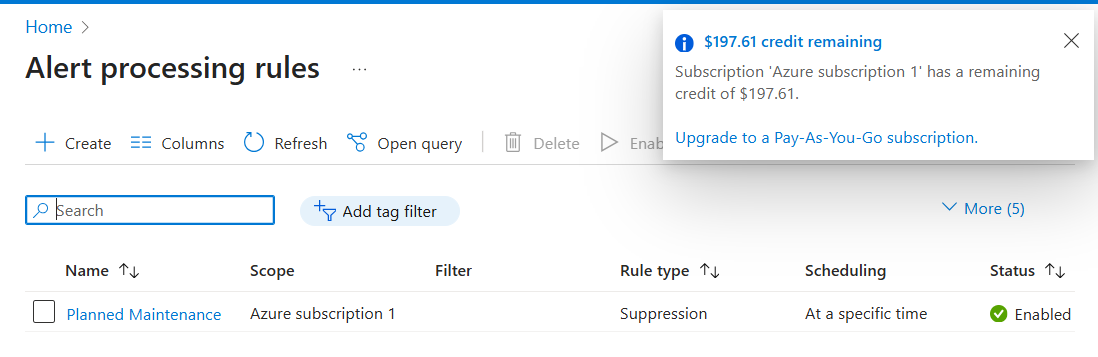 Home >
Alert processing rules ...
$197.61 credit remaining
Subscription 'Azure subscription 1' has a remaining
credit of $197.61.
Upgrade to a Pay-As-You-Go subscription.
Create Columns Refresh Open query Delete Enab
Search
Add tag filter
More (5)
Name Scope Filter Rule type Scheduling Status
Planned Maintenance Azure subscription 1 Suppression At a specific time Enabled